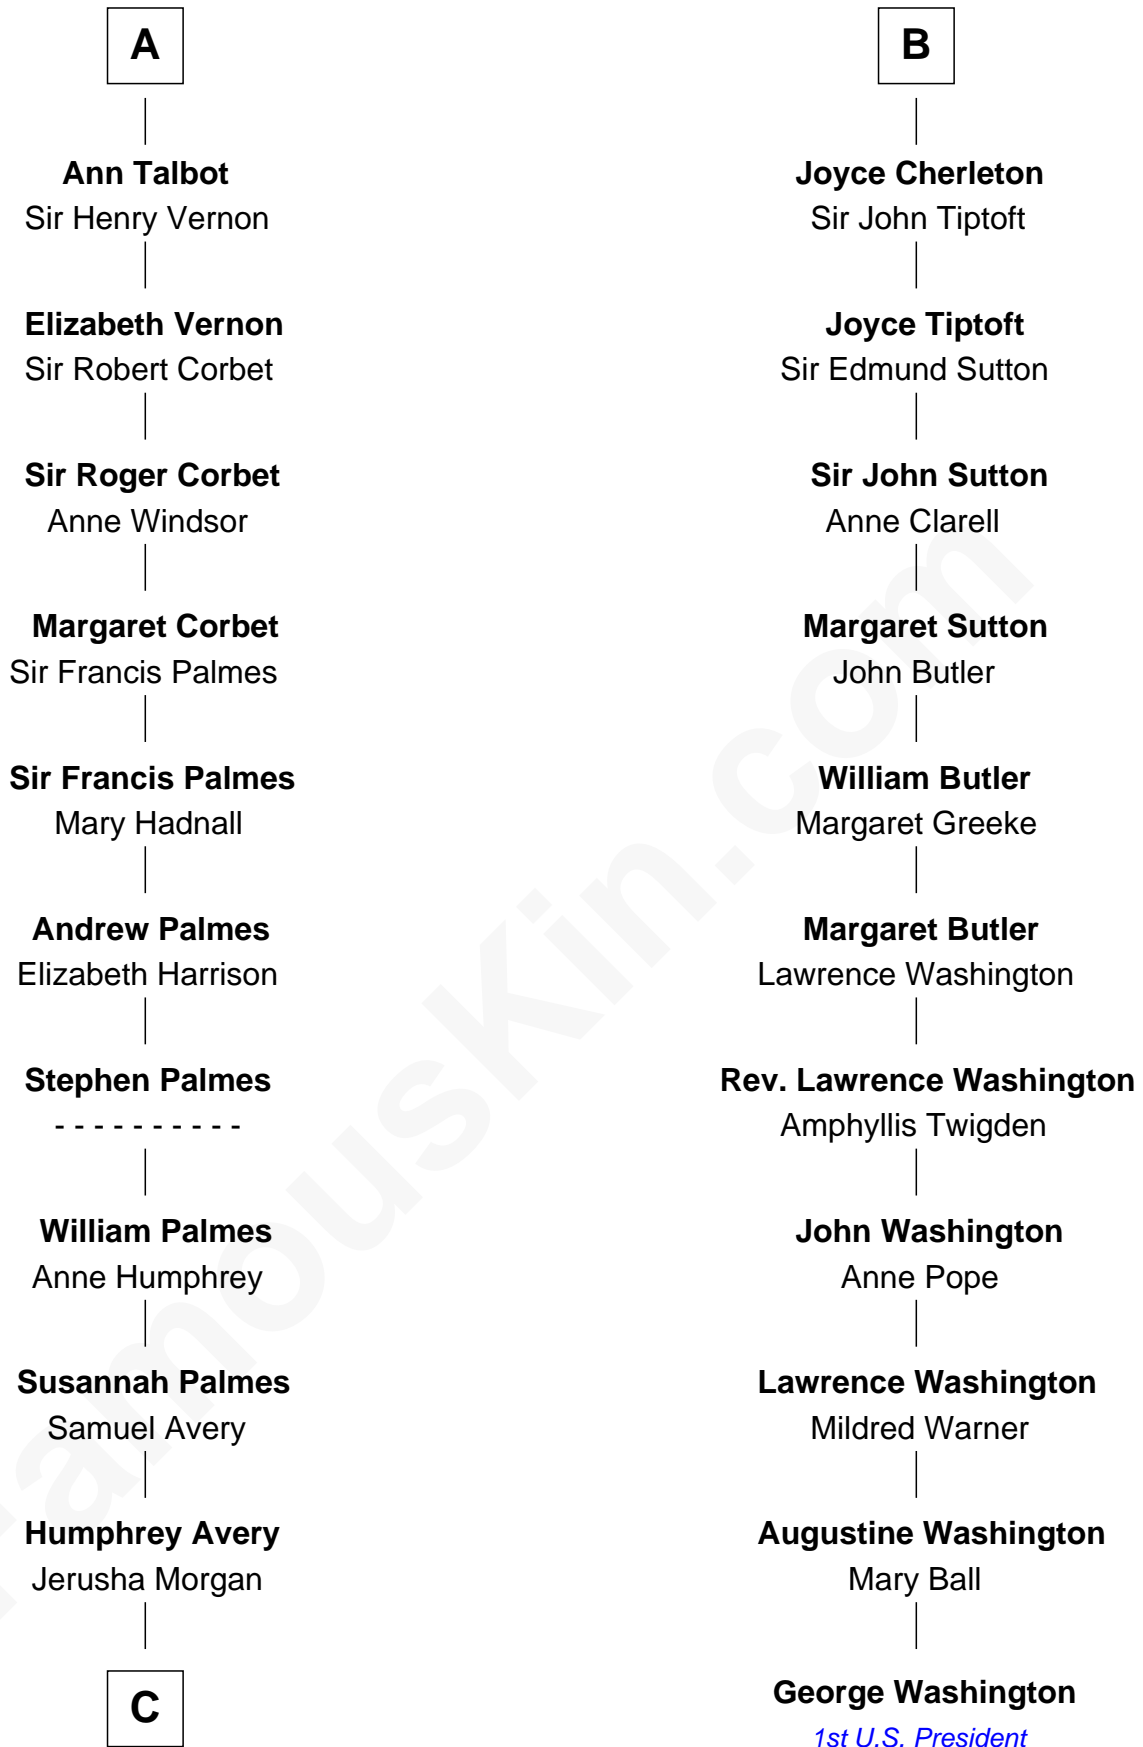 A
Ann Talbot
Sir Henry Vernon
Elizabeth Vernon
Sir Robert Corbet
Sir Roger Corbet
Anne Windsor
Margaret Corbet
Sir Francis Palmes
Sir Francis Palmes
Mary Hadnall
Andrew Palmes
Elizabeth Harrison
Stephen Palmes
- - - - - - - - - -
William Palmes
Anne Humphrey
Susannah Palmes
Samuel Avery
Humphrey Avery
Jerusha Morgan
C
B
Joyce Cherleton
Sir John Tiptoft
Joyce Tiptoft
Sir Edmund Sutton
Sir John Sutton
Anne Clarell
Margaret Sutton
John Butler
William Butler
Margaret Greeke
Margaret Butler
Lawrence Washington
Rev. Lawrence Washington
Amphyllis Twigden
John Washington
Anne Pope
Lawrence Washington
Mildred Warner
Augustine Washington
Mary Ball
George Washington
1st U.S. President
FamousKin.com